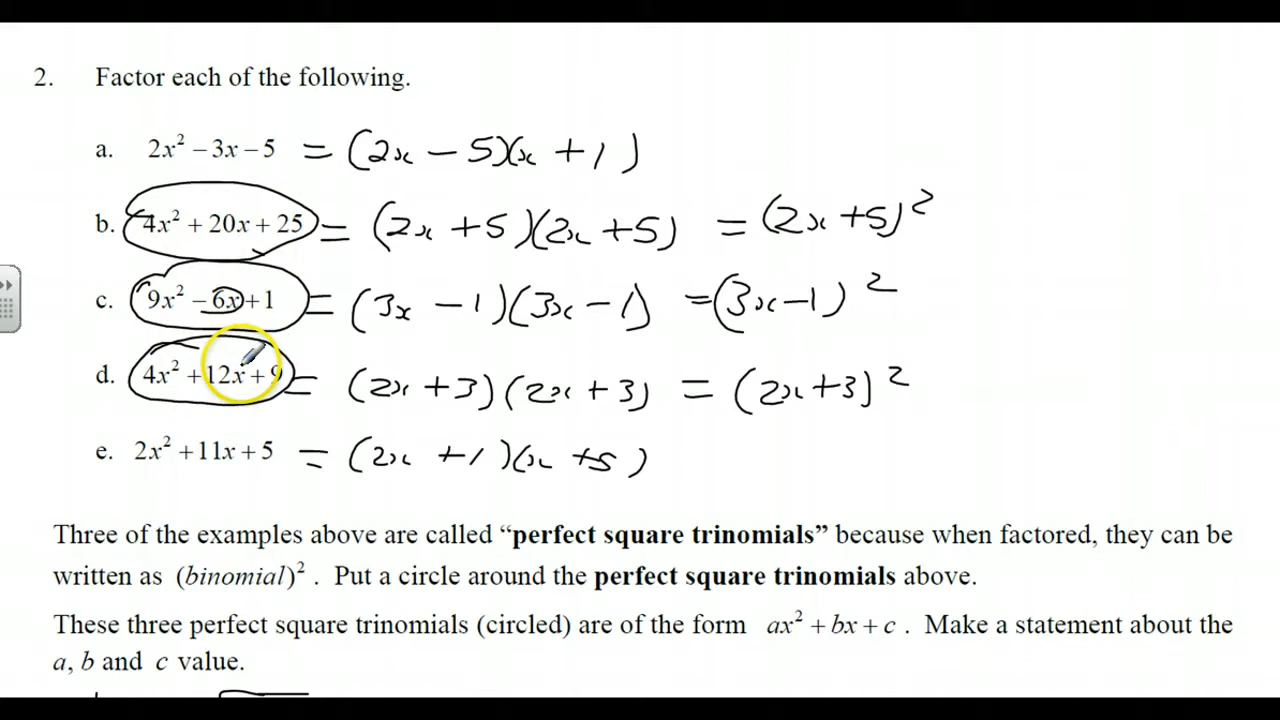 2. Factor each of the following.
a. 2x² − 3x − 5 = (2x − 5)(x + 1)
b. 4x² + 20x + 25 = (2x + 5)(2x + 5) = (2x + 5)²
c. 9x² − 6x + 1 = (3x − 1)(3x − 1) = (3x − 1)²
d. 4x² + 12x + 9 = (2x + 3)(2x + 3) = (2x + 3)²
e. 2x² + 11x + 5 = (2x + 1)(x + 5)
Three of the examples above are called “perfect square trinomials” because when factored, they can be
written as (binomial)². Put a circle around the perfect square trinomials above.
These three perfect square trinomials (circled) are of the form ax² + bx + c. Make a statement about the
a, b and c value.